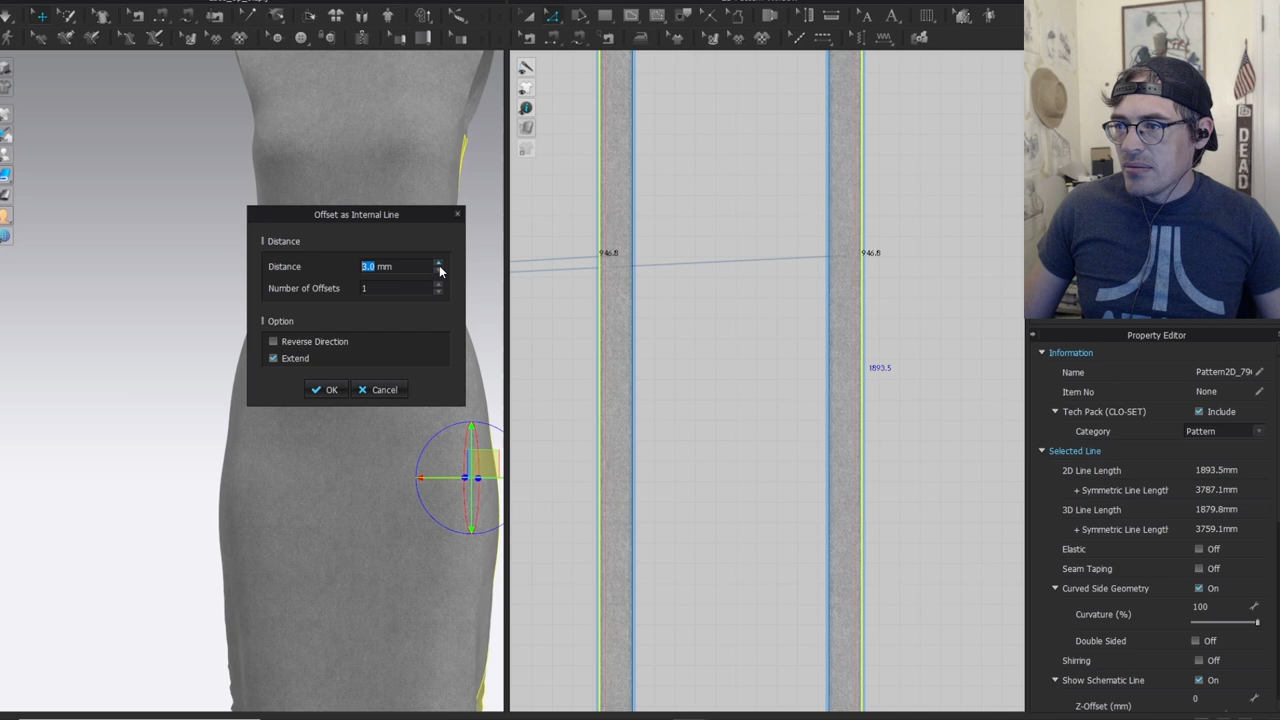 Offset as Internal Line
Distance
Distance 3.0 mm
Number of Offsets 1
Option
Reverse Direction
Extend
OK Cancel
946.8
946.8
1893.5
DEAD
Property Editor
Information
Name Pattern2D_79
Item No None
Tech Pack (CLO-SET) Include
Category Pattern
Selected Line
2D Line Length 1893.5mm
+ Symmetric Line Length 3787.1mm
3D Line Length 1879.8mm
+ Symmetric Line Length 3759.1mm
Elastic Off
Seam Taping Off
Curved Side Geometry On
Curvature (%) 100
Double Sided Off
Shirring Off
Show Schematic Line On
Z-Offset (mm) 0